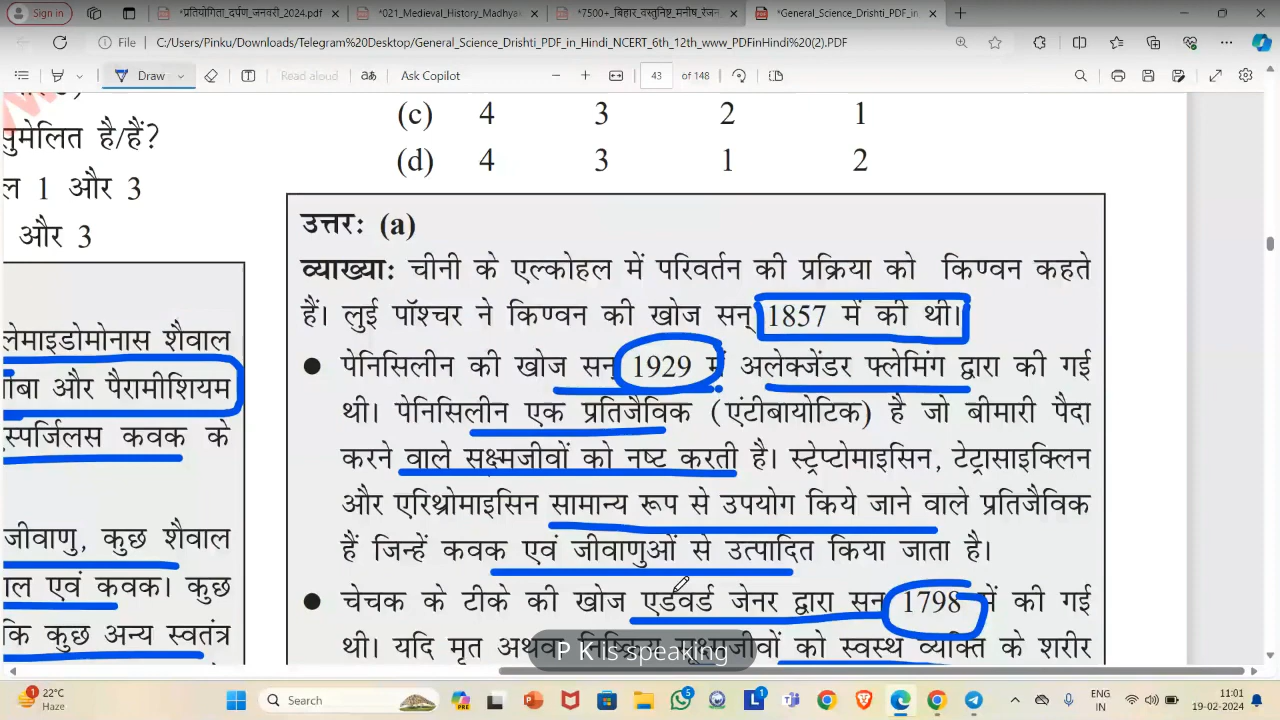 Sign in
*प्रतियोगिता_दर्पण_जनवरी_2024.pdf
*021_Medieval_History_Madhya
*7500+_बिहार_वस्तुनिष्ठ_मनीष_रंजन
*General_Science_Drishti_PDF_in
File C:/Users/Pinku/Downloads/Telegram%20Desktop/General_Science_Drishti_PDF_in_Hindi_NCERT_6th_12th_www_PDFinHindi%20(2).PDF
Draw Read aloud aあ Ask Copilot 43 of 148
सुमेलित है/हैं?
ल 1 और 3
और 3
लेमाइडोमोनास शैवाल
ीबा और पैरामीशियम
स्पर्जिलस कवक के
जीवाणु, कुछ शैवाल
ाल एवं कवक। कुछ
कि कुछ अन्य स्वतंत्र
(c) 4 3 2 1
(d) 4 3 1 2
उत्तरः (a)
व्याख्याः चीनी के एल्कोहल में परिवर्तन की प्रक्रिया को किण्वन कहते
हैं। लुई पॉश्चर ने किण्वन की खोज सन् 1857 में की थी।
● पेनिसिलीन की खोज सन् 1929 में अलेक्जेंडर फ्लेमिंग द्वारा की गई
थी। पेनिसिलीन एक प्रतिजैविक (एंटीबायोटिक) है जो बीमारी पैदा
करने वाले सूक्ष्मजीवों को नष्ट करती है। स्ट्रेप्टोमाइसिन, टेट्रासाइक्लिन
और एरिथ्रोमाइसिन सामान्य रूप से उपयोग किये जाने वाले प्रतिजैविक
हैं जिन्हें कवक एवं जीवाणुओं से उत्पादित किया जाता है।
● चेचक के टीके की खोज एडवर्ड जेनर द्वारा सन् 1798 में की गई
थी। यदि मृत अथवा निष्क्रिय सूक्ष्मजीवों को स्वस्थ व्यक्ति के शरीर
P K is speaking
1 22°C
Haze
Search
5
1
ENG
IN
11:01
19-02-2024